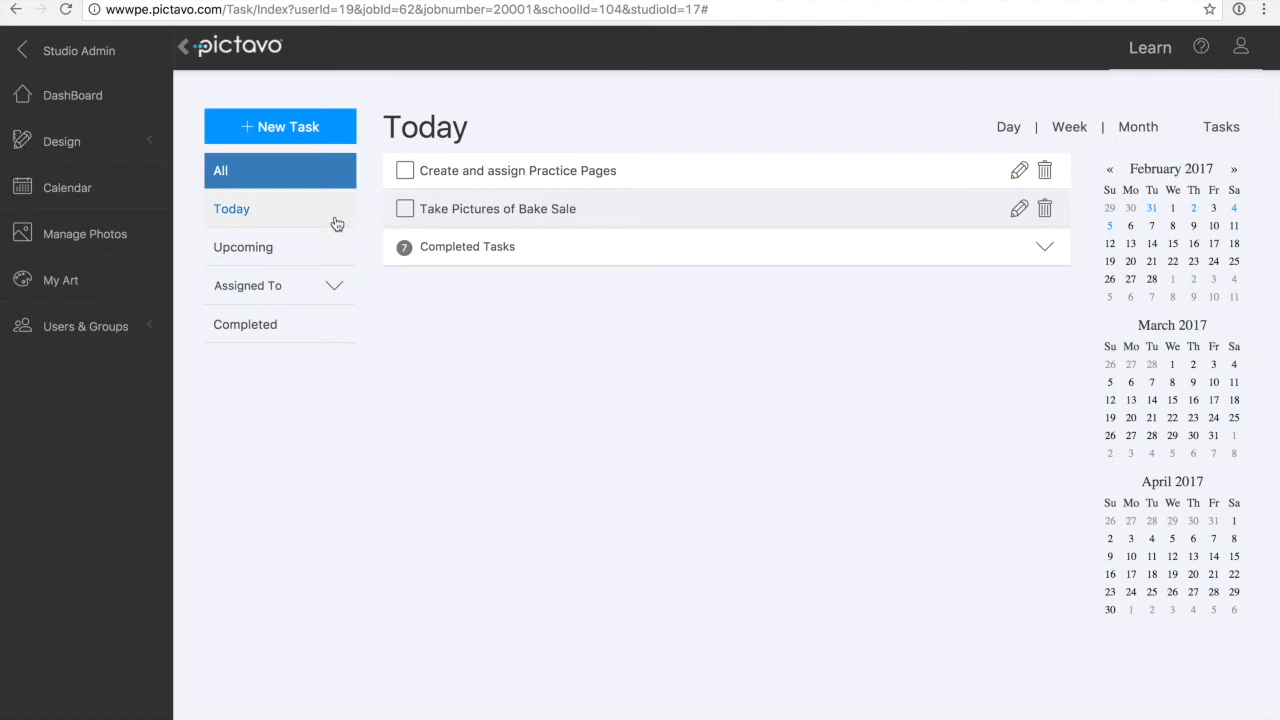 wwwpe.pictavo.com/Task/Index?userId=19&jobId=62&jobnumber=20001&schoolId=104&studioId=17#
Studio Admin
DashBoard
Design
Calendar
Manage Photos
My Art
Users & Groups
pictavo
Learn
+ New Task
All
Today
Upcoming
Assigned To
Completed
Today
Day | Week | Month
Tasks
Create and assign Practice Pages
Take Pictures of Bake Sale
7 Completed Tasks
« February 2017 »
Su Mo Tu We Th Fr Sa
29 30 31 1 2 3 4
5 6 7 8 9 10 11
12 13 14 15 16 17 18
19 20 21 22 23 24 25
26 27 28 1 2 3 4
5 6 7 8 9 10 11
March 2017
Su Mo Tu We Th Fr Sa
26 27 28 1 2 3 4
5 6 7 8 9 10 11
12 13 14 15 16 17 18
19 20 21 22 23 24 25
26 27 28 29 30 31 1
2 3 4 5 6 7 8
April 2017
Su Mo Tu We Th Fr Sa
26 27 28 29 30 31 1
2 3 4 5 6 7 8
9 10 11 12 13 14 15
16 17 18 19 20 21 22
23 24 25 26 27 28 29
30 1 2 3 4 5 6